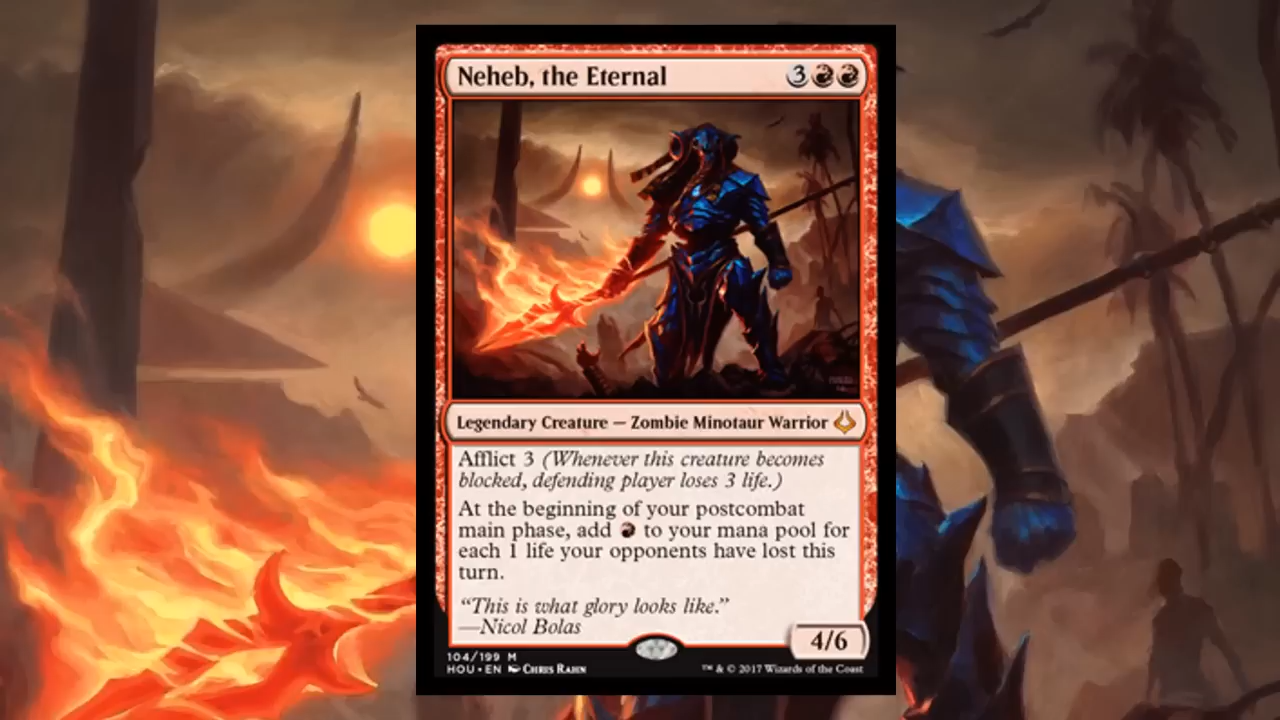 Neheb, the Eternal 3
Legendary Creature — Zombie Minotaur Warrior
Afflict 3 (Whenever this creature becomes
blocked, defending player loses 3 life.)
At the beginning of your postcombat
main phase, add to your mana pool for
each 1 life your opponents have lost this
turn.
“This is what glory looks like.”
—Nicol Bolas
4/6
104/199 M
HOU • EN Chris Rahn
™ & © 2017 Wizards of the Coast